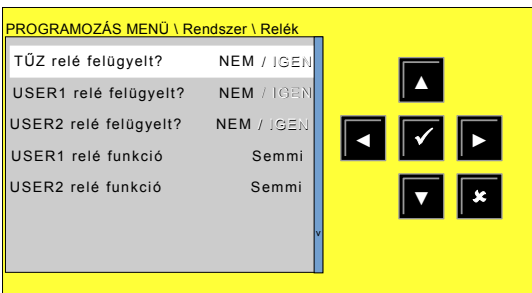 PROGRAMOZÁS MENÜ \ Rendszer \ Relék
TŰZ relé felügyelt? NEM / IGEN
USER1 relé felügyelt? NEM / IGEN
USER2 relé felügyelt? NEM / IGEN
USER1 relé funkció Semmi
USER2 relé funkció Semmi
v